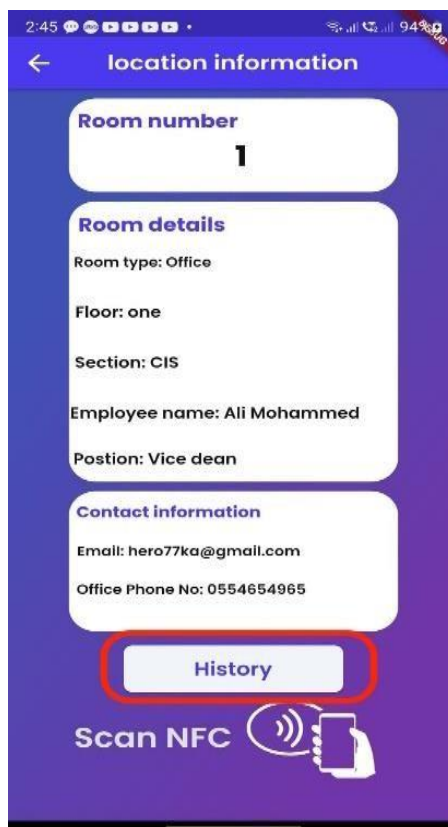 2:45 94%
location information
Room number
1
Room details
Room type: Office
Floor: one
Section: CIS
Employee name: Ali Mohammed
Postion: Vice dean
Contact information
Email: hero77ka@gmail.com
Office Phone No: 0554654965
History
Scan NFC